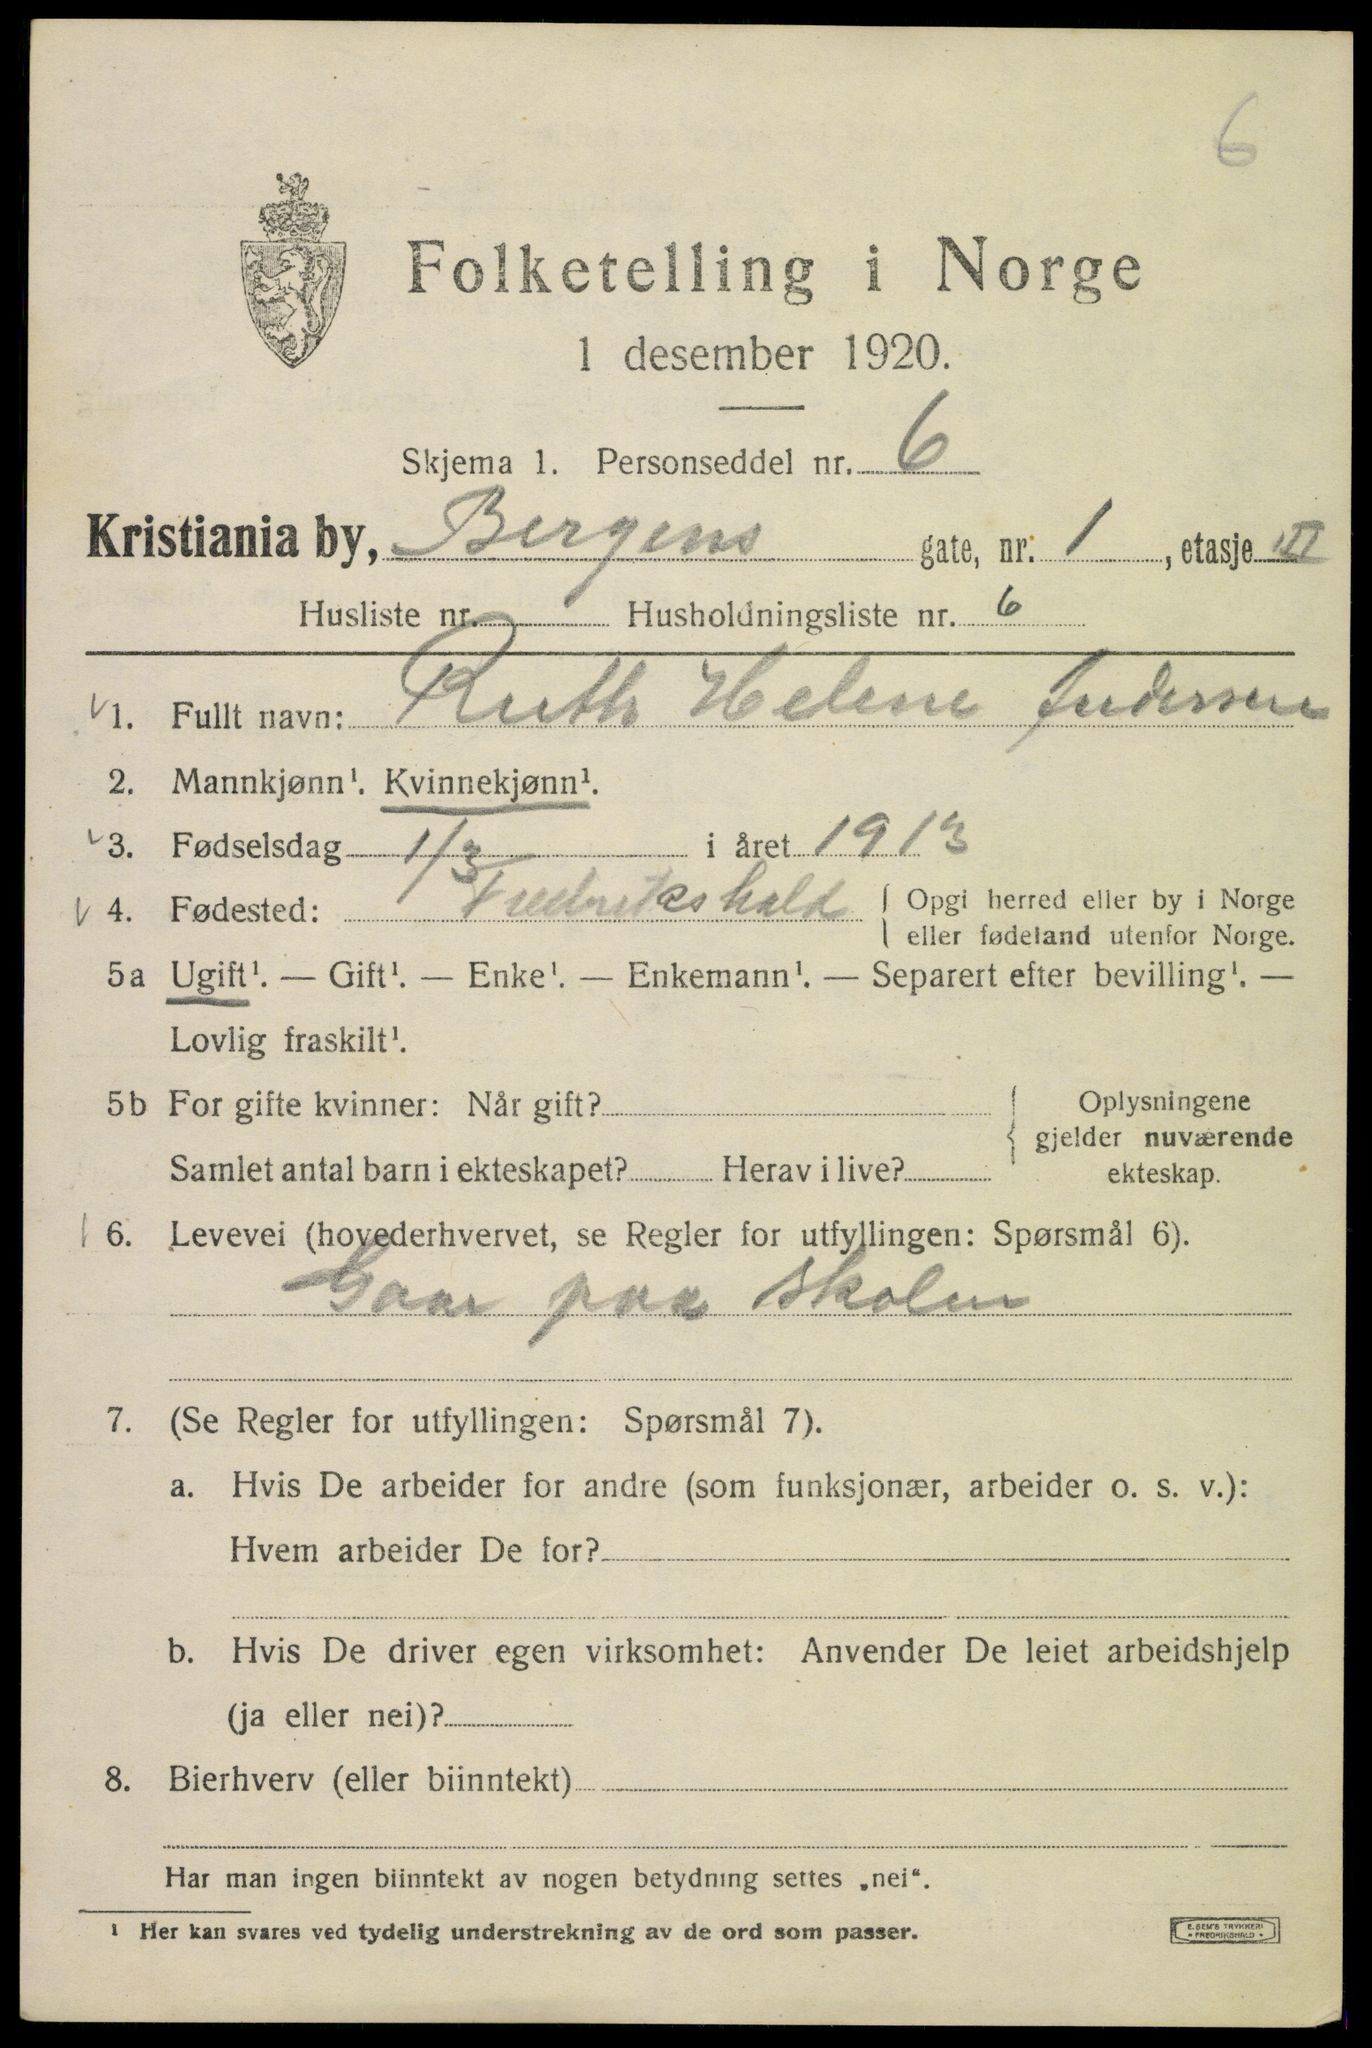 6
Folketelling i Norge
1 desember 1920.
Skjema 1. Personseddel nr. 6
Kristiania by, Bergens gate, nr. 1, etasje III
Husliste nr. Husholdningsliste nr. 6
1. Fullt navn: Ruth Helene Andersen
2. Mannkjønn¹. Kvinnekjønn¹.
3. Fødselsdag 1/3 i året 1913
4. Fødested: Fredrikshald { Opgi herred eller by i Norge
eller fødeland utenfor Norge.
5a Ugift¹. — Gift¹. — Enke¹. — Enkemann¹. — Separert efter bevilling¹. —
Lovlig fraskilt¹.
5b For gifte kvinner: Når gift? { Oplysningene
gjelder nuværende
Samlet antal barn i ekteskapet? Herav i live? ekteskap.
6. Levevei (hovederhvervet, se Regler for utfyllingen: Spørsmål 6).
Gaar paa skolen
7. (Se Regler for utfyllingen: Spørsmål 7).
a. Hvis De arbeider for andre (som funksjonær, arbeider o. s. v.):
Hvem arbeider De for?
b. Hvis De driver egen virksomhet: Anvender De leiet arbeidshjelp
(ja eller nei)?
8. Bierhverv (eller biinntekt)
Har man ingen biinntekt av nogen betydning settes „nei“.
¹ Her kan svares ved tydelig understrekning av de ord som passer.
E. SEM'S TRYKKERI
FREDRIKSHALD